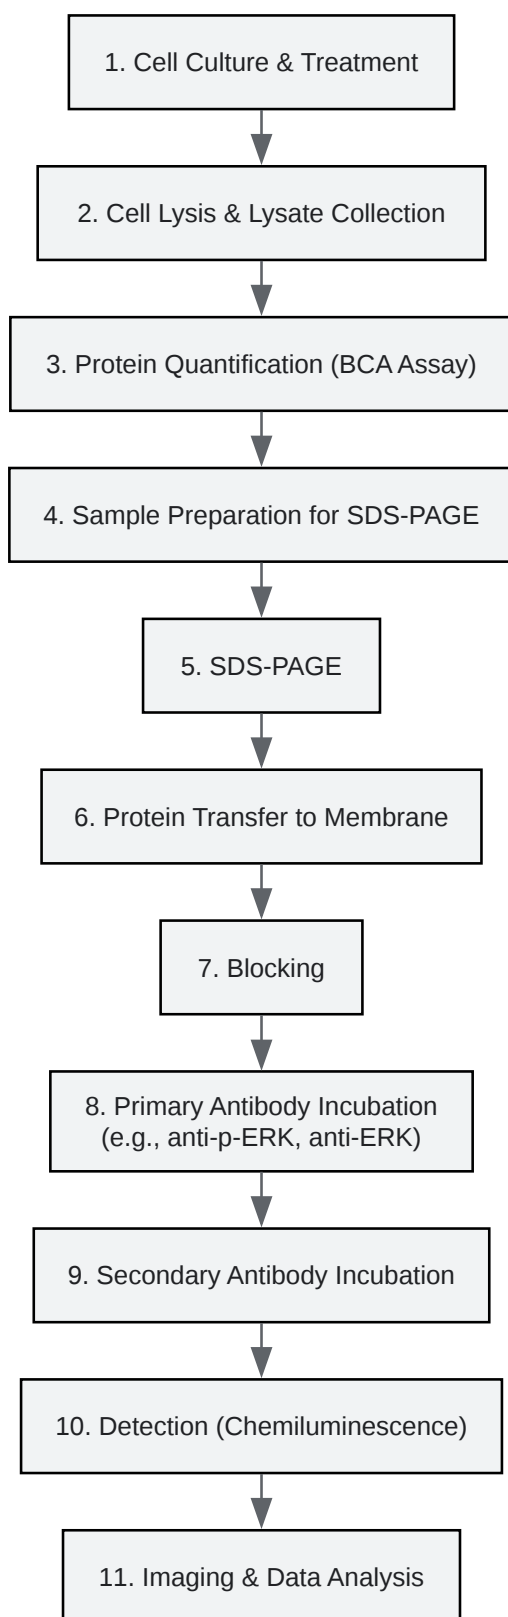 1. Cell Culture & Treatment
2. Cell Lysis & Lysate Collection
3. Protein Quantification (BCA Assay)
4. Sample Preparation for SDS-PAGE
5. SDS-PAGE
6. Protein Transfer to Membrane
7. Blocking
8. Primary Antibody Incubation
(e.g., anti-p-ERK, anti-ERK)
9. Secondary Antibody Incubation
10. Detection (Chemiluminescence)
11. Imaging & Data Analysis